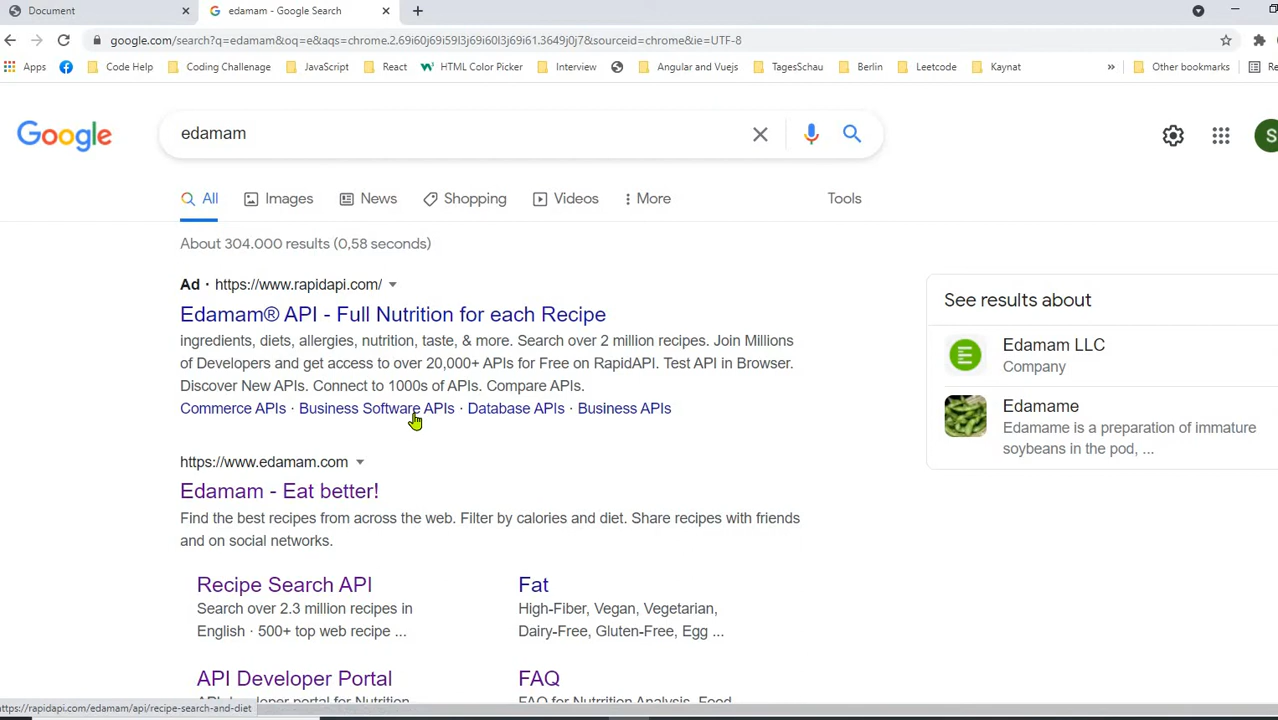 Document
edamam - Google Search
google.com/search?q=edamam&oq=e&aqs=chrome.2.69i60j69i59l3j69i60l3j69i61.3649j0j7&sourceid=chrome&ie=UTF-8
Apps Code Help Coding Challenage JavaScript React HTML Color Picker Interview Angular and Vuejs TagesSchau Berlin Leetcode Kaynat » Other bookmarks
Google
edamam
S
All Images News Shopping Videos More Tools
About 304.000 results (0,58 seconds)
Ad · https://www.rapidapi.com/
Edamam® API - Full Nutrition for each Recipe
ingredients, diets, allergies, nutrition, taste, & more. Search over 2 million recipes. Join Millions
of Developers and get access to over 20,000+ APIs for Free on RapidAPI. Test API in Browser.
Discover New APIs. Connect to 1000s of APIs. Compare APIs.
Commerce APIs · Business Software APIs · Database APIs · Business APIs
See results about
Edamam LLC
Company
Edamame
Edamame is a preparation of immature
soybeans in the pod, ...
https://www.edamam.com
Edamam - Eat better!
Find the best recipes from across the web. Filter by calories and diet. Share recipes with friends
and on social networks.
Recipe Search API
Search over 2.3 million recipes in
English · 500+ top web recipe ...
Fat
High-Fiber, Vegan, Vegetarian,
Dairy-Free, Gluten-Free, Egg ...
API Developer Portal
FAQ
https://rapidapi.com/edamam/api/recipe-search-and-diet